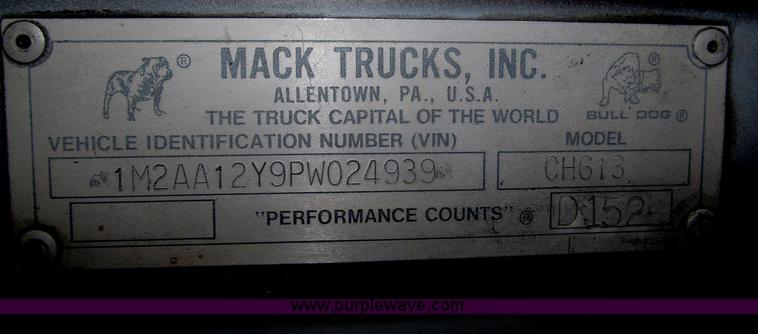 ® MACK TRUCKS, INC. ®
ALLENTOWN, PA., U.S.A.
THE TRUCK CAPITAL OF THE WORLD BULL DOG ®
VEHICLE IDENTIFICATION NUMBER (VIN) MODEL
1M2AA12Y9PW024939 CH613
"PERFORMANCE COUNTS" ® D152
www.purplewave.com